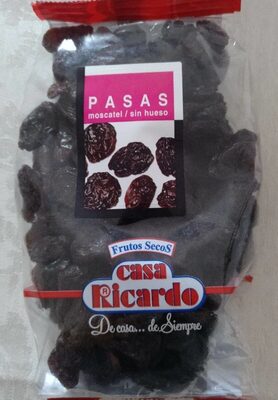 PASAS
moscatel / sin hueso
Frutos SecoS
casa
Ricardo
De casa... de Siempre